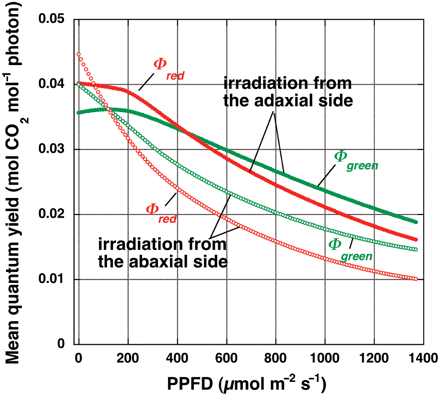 Mean quantum yield (mol CO2 mol−1 photon)
0.05
0.04
0.03
0.02
0.01
0
Φred
irradiation from
the adaxial side
Φgreen
Φred
irradiation from
the abaxial side
Φgreen
0 200 400 600 800 1000 1200 1400
PPFD (μmol m−2 s−1)